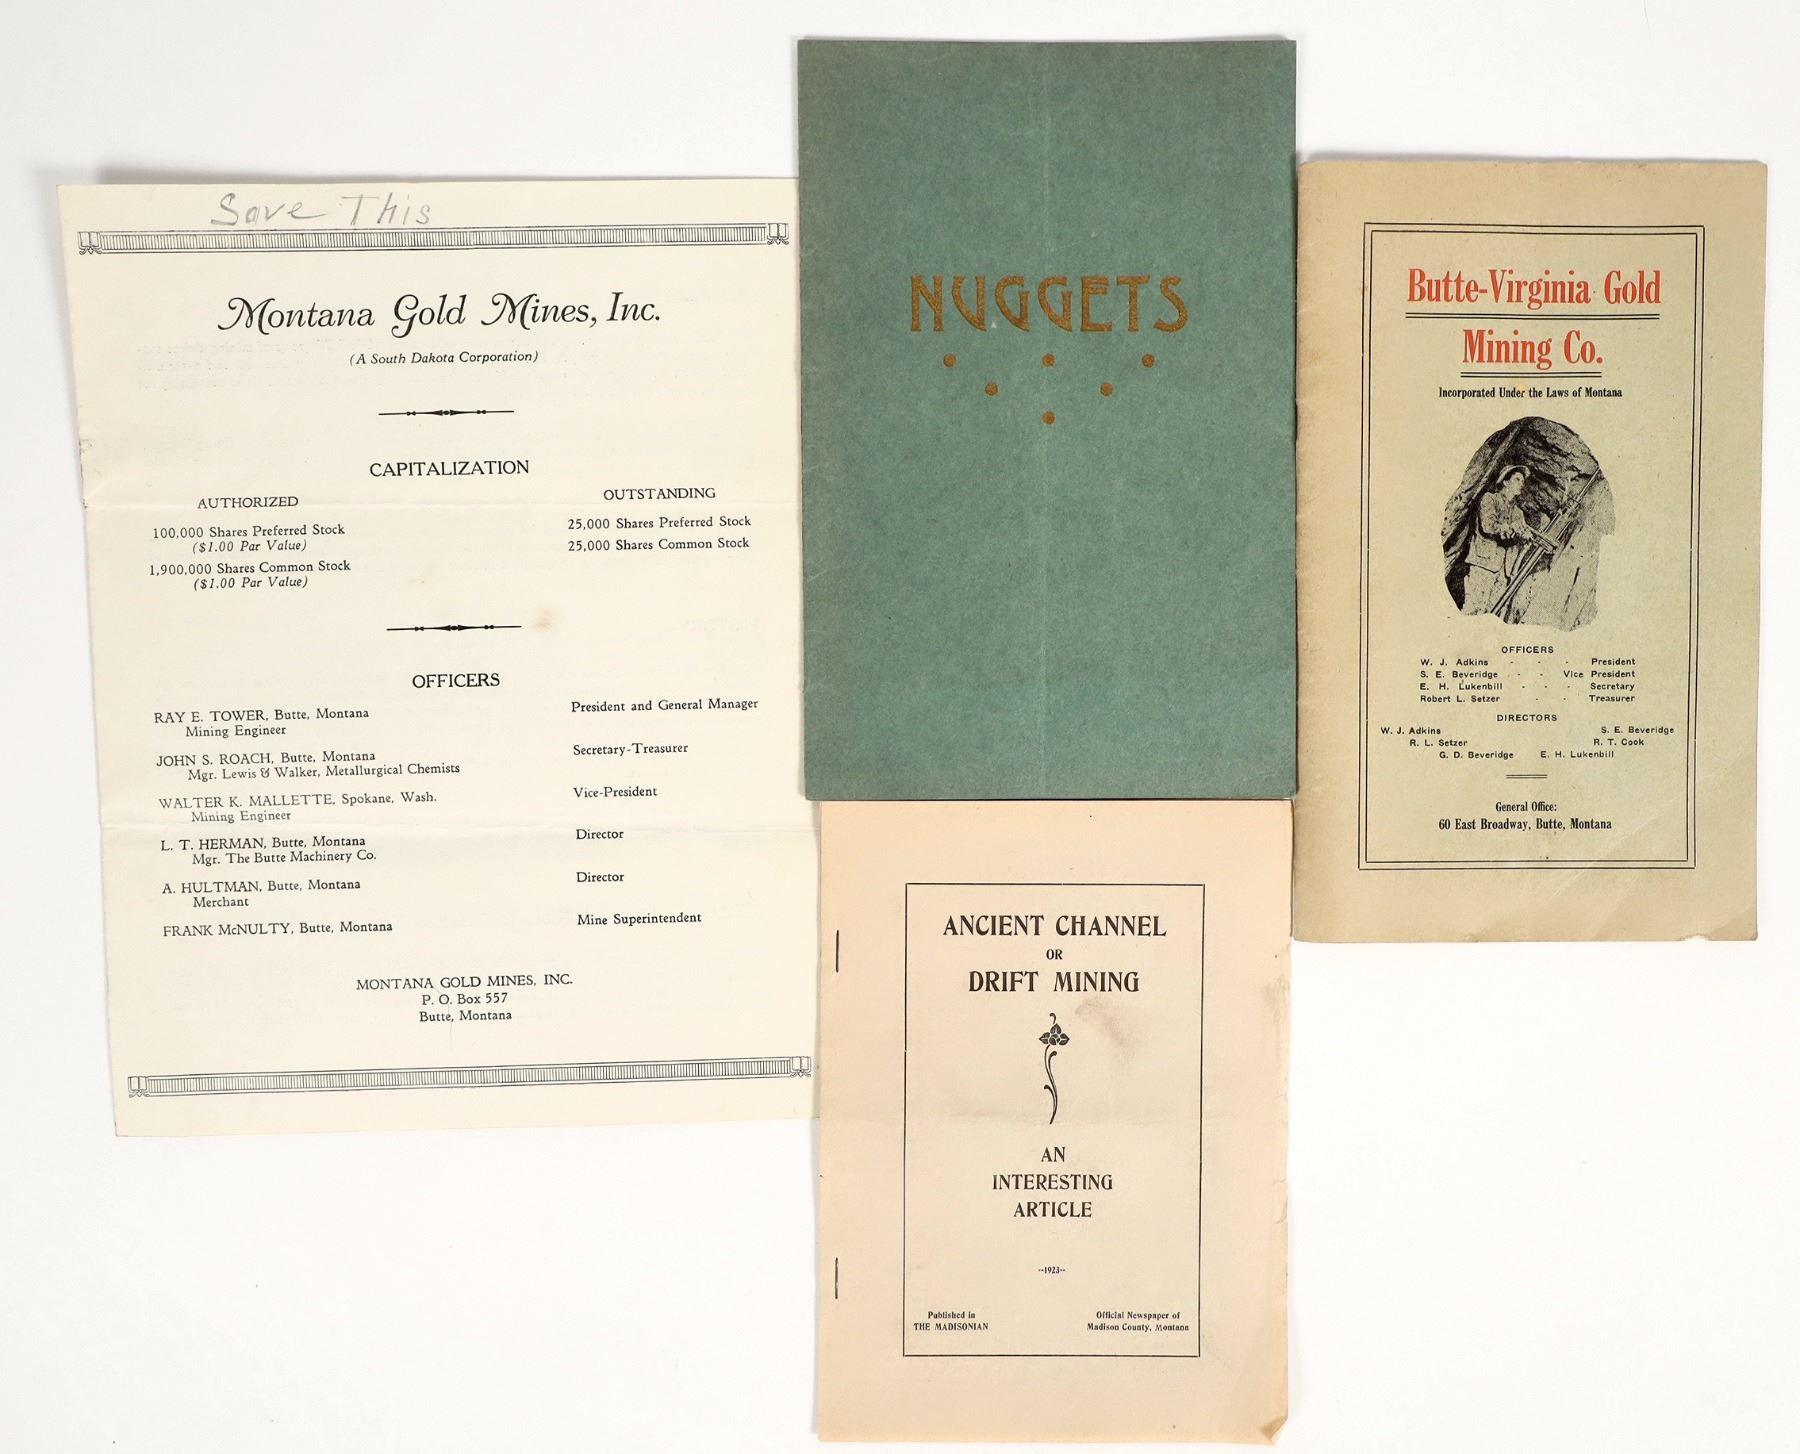 Save This
Montana Gold Mines, Inc.
(A South Dakota Corporation)
CAPITALIZATION
AUTHORIZED
100,000 Shares Preferred Stock
($1.00 Par Value)
1,900,000 Shares Common Stock
($1.00 Par Value)
OUTSTANDING
25,000 Shares Preferred Stock
25,000 Shares Common Stock
OFFICERS
RAY E. TOWER, Butte, Montana President and General Manager
Mining Engineer
JOHN S. ROACH, Butte, Montana Secretary-Treasurer
Mgr. Lewis & Walker, Metallurgical Chemists
WALTER K. MALLETTE, Spokane, Wash. Vice-President
Mining Engineer
L. T. HERMAN, Butte, Montana Director
Mgr. The Butte Machinery Co.
A. HULTMAN, Butte, Montana Director
Merchant
FRANK McNULTY, Butte, Montana Mine Superintendent
MONTANA GOLD MINES, INC.
P. O. Box 557
Butte, Montana
NUGGETS
ANCIENT CHANNEL
OR
DRIFT MINING
AN
INTERESTING
ARTICLE
--1923--
Published in
THE MADISONIAN
Official Newspaper of
Madison County, Montana
Butte-Virginia Gold
Mining Co.
Incorporated Under the Laws of Montana
OFFICERS
W. J. Adkins - - - President
S. E. Beveridge - - Vice President
E. H. Lukenbill - - - Secretary
Robert L. Setzer - - Treasurer
DIRECTORS
W. J. Adkins S. E. Beveridge
R. L. Setzer R. T. Cook
G. D. Beveridge E. H. Lukenbill
General Office:
60 East Broadway, Butte, Montana